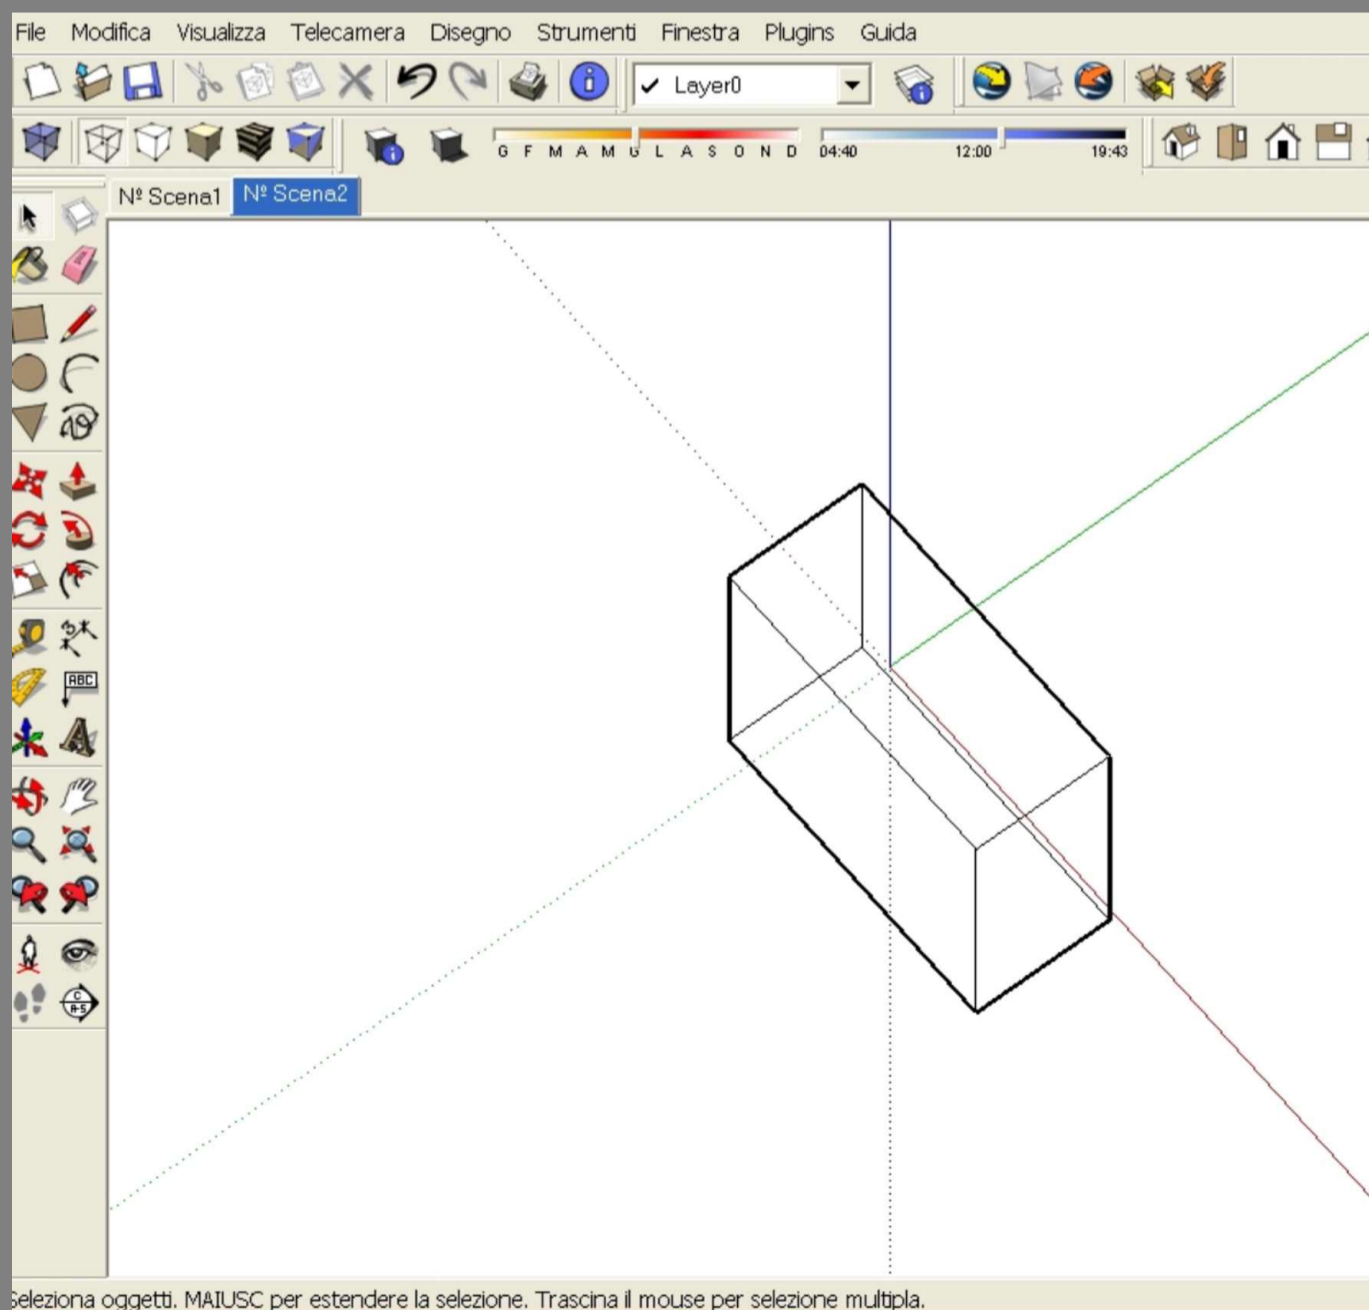 File Modifica Visualizza Telecamera Disegno Strumenti Finestra Plugins Guida
Layer0
G F M A M G L A S O N D 04:40 12:00 19:43
Nº Scena1 Nº Scena2
ABC
C
A-5
Seleziona oggetti. MAIUSC per estendere la selezione. Trascina il mouse per selezione multipla.